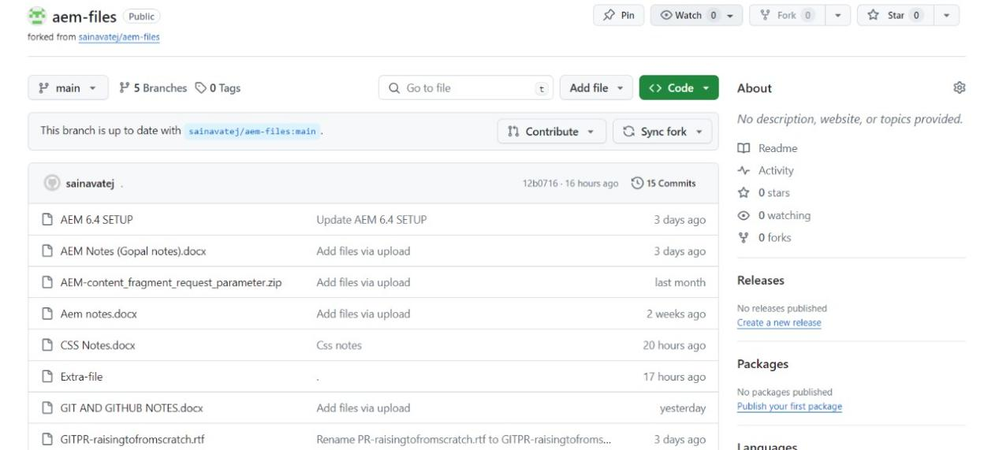 aem-files Public Pin Watch 0 Fork 0 Star 0
forked from sainavatej/aem-files
main 5 Branches 0 Tags Go to file t Add file Code
This branch is up to date with sainavatej/aem-files:main . Contribute Sync fork
sainavatej . 12b0716 · 16 hours ago 15 Commits
AEM 6.4 SETUP Update AEM 6.4 SETUP 3 days ago
AEM Notes (Gopal notes).docx Add files via upload 3 days ago
AEM-content_fragment_request_parameter.zip Add files via upload last month
Aem notes.docx Add files via upload 2 weeks ago
CSS Notes.docx Css notes 20 hours ago
Extra-file . 17 hours ago
GIT AND GITHUB NOTES.docx Add files via upload yesterday
GITPR-raisingtofromscratch.rtf Rename PR-raisingtofromscratch.rtf to GITPR-raisingtofroms... 3 days ago
About
No description, website, or topics provided.
Readme
Activity
0 stars
0 watching
0 forks
Releases
No releases published
Create a new release
Packages
No packages published
Publish your first package
Languages